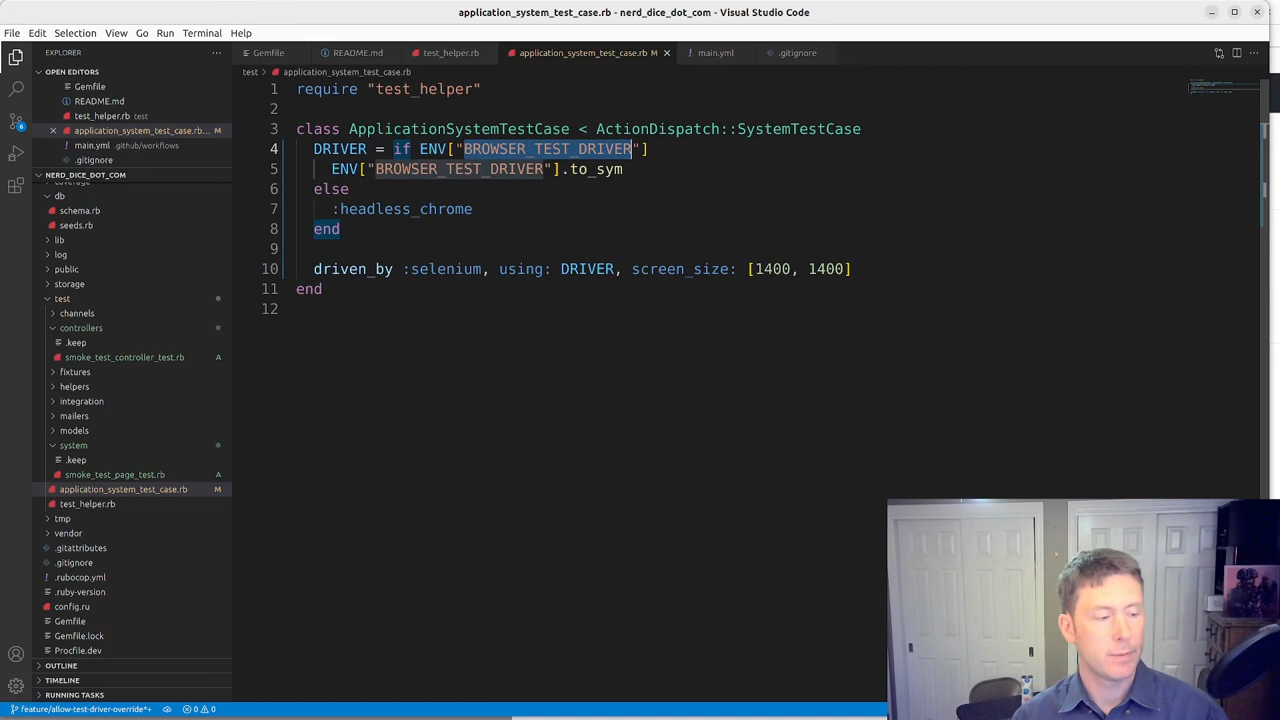 application_system_test_case.rb - nerd_dice_dot_com - Visual Studio Code
File Edit Selection View Go Run Terminal Help
EXPLORER
Gemfile
README.md
test_helper.rb
application_system_test_case.rb M
main.yml
.gitignore
OPEN EDITORS
Gemfile
README.md
test_helper.rb test
application_system_test_case.rb... M
main.yml .github/workflows
.gitignore
NERD_DICE_DOT_COM
coverage
db
schema.rb
seeds.rb
lib
log
public
storage
test
channels
controllers
.keep
smoke_test_controller_test.rb A
fixtures
helpers
integration
mailers
models
system
.keep
smoke_test_page_test.rb A
application_system_test_case.rb M
test_helper.rb
tmp
vendor
.gitattributes
.gitignore
.rubocop.yml
.ruby-version
config.ru
Gemfile
Gemfile.lock
Procfile.dev
OUTLINE
TIMELINE
RUNNING TASKS
test > application_system_test_case.rb
1 require "test_helper"
2
3 class ApplicationSystemTestCase < ActionDispatch::SystemTestCase
4 DRIVER = if ENV["BROWSER_TEST_DRIVER"]
5 ENV["BROWSER_TEST_DRIVER"].to_sym
6 else
7 :headless_chrome
8 end
9
10 driven_by :selenium, using: DRIVER, screen_size: [1400, 1400]
11 end
12
6
feature/allow-test-driver-override*+ 0 0